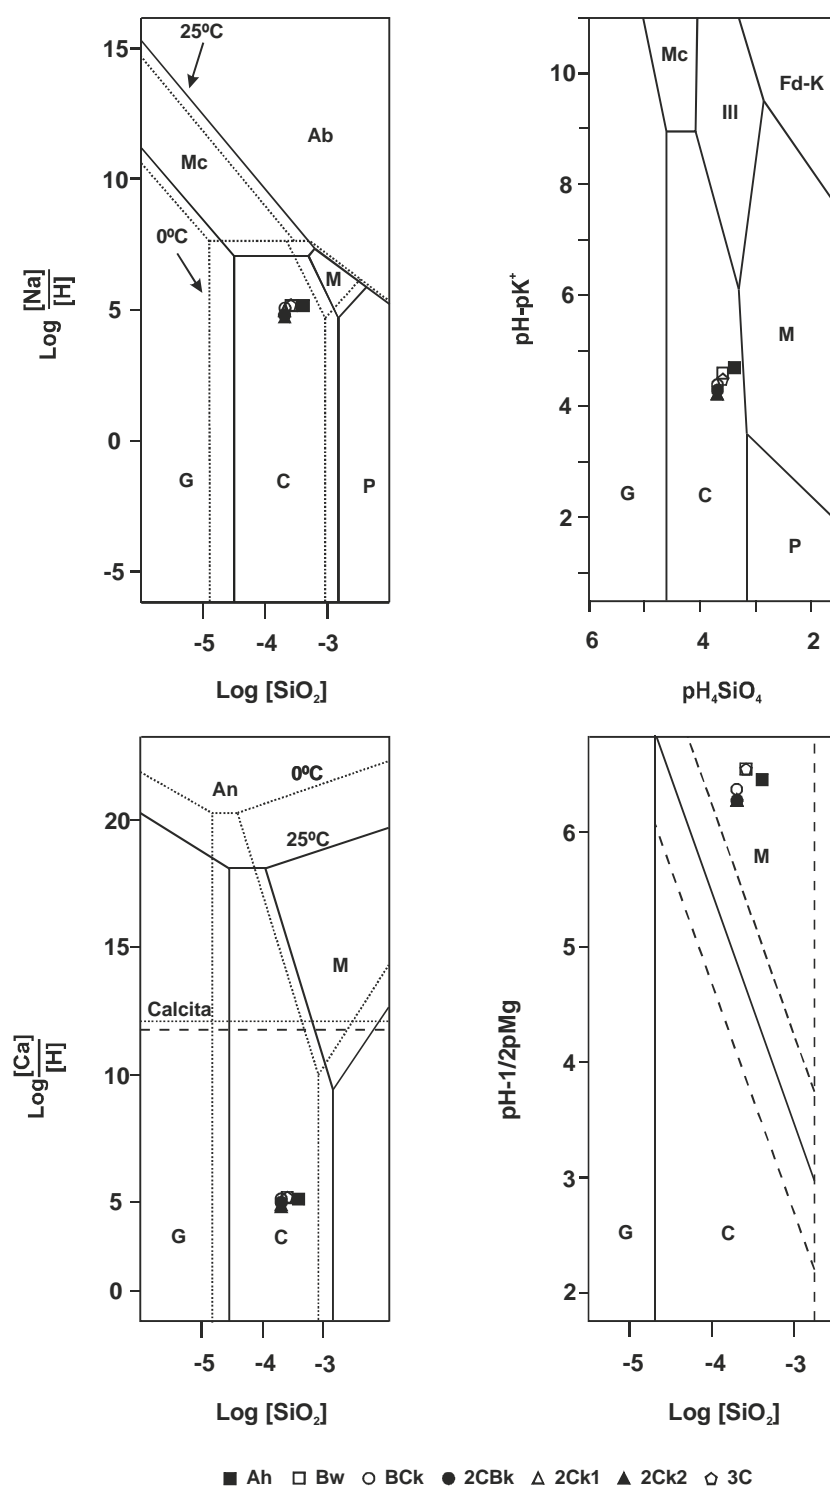 25ºC
15
Ab
Mc
10
0ºC
M
5
0
G
C
P
-5
-5 -4 -3
Log [Na]/[H]
Log [SiO₂]
10
Mc
Fd-K
Ill
8
6
M
4
G
C
2
P
6 4 2
pH-pK⁺
pH₄SiO₄
An
0ºC
20
25ºC
15
M
Calcita
10
5
G
C
0
-5 -4 -3
Log [Ca]/[H]
Log [SiO₂]
6
M
5
4
3
G
C
2
-5 -4 -3
pH-1/2pMg
Log [SiO₂]
■ Ah □ Bw ○ BCk ● 2CBk △ 2Ck1 ▲ 2Ck2 ⬠ 3C